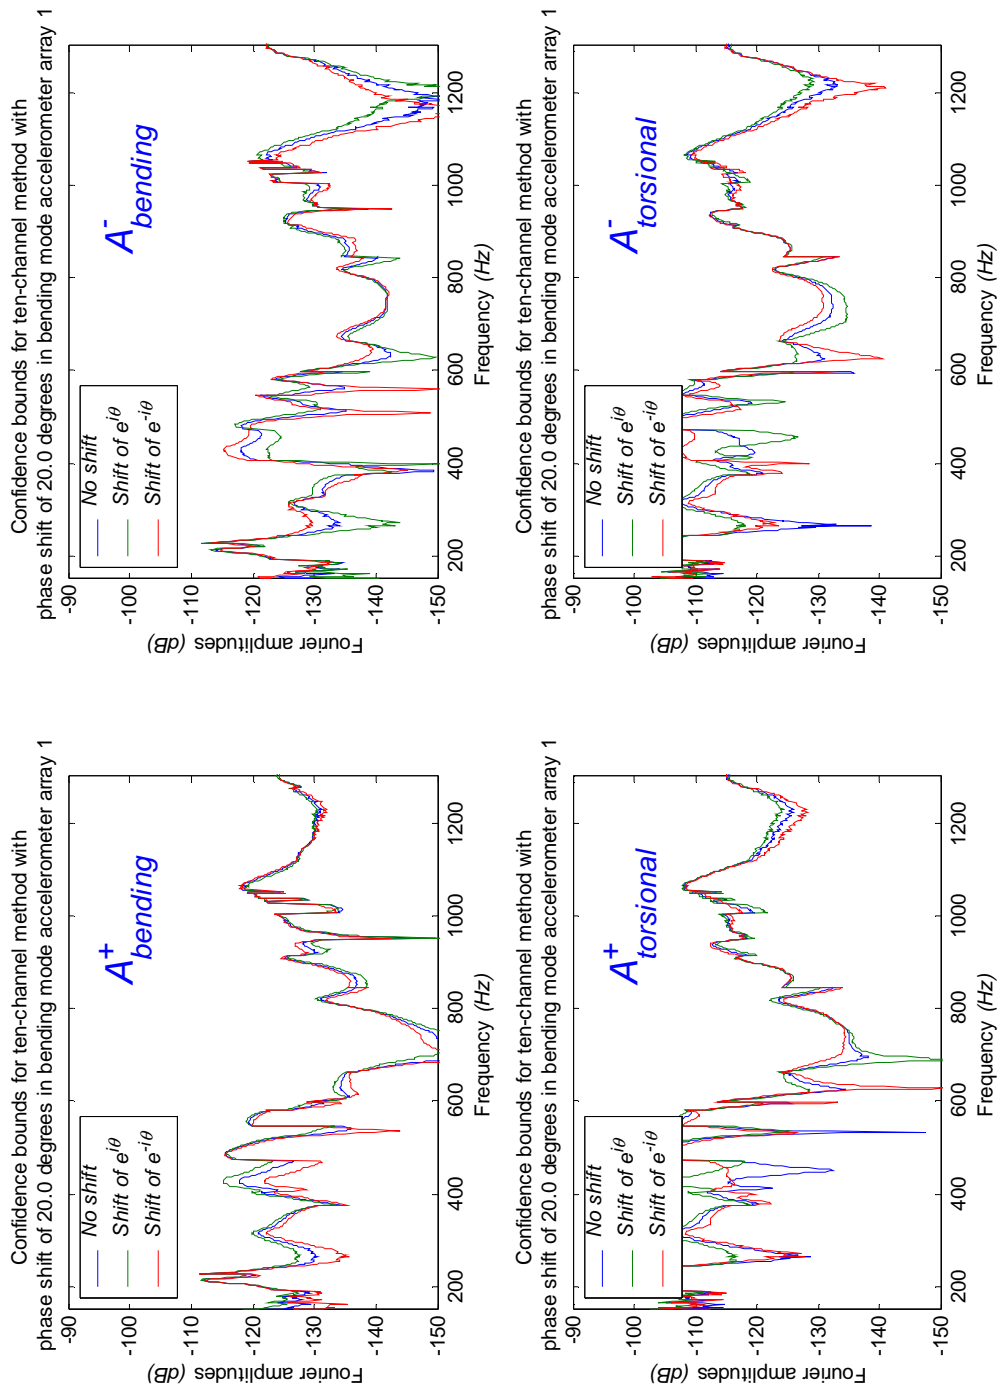 Confidence bounds for ten-channel method with
phase shift of 20.0 degrees in bending mode accelerometer array 1
-90
-100
-110
-120
-130
-140
-150
Fourier amplitudes (dB)
No shift
Shift of e^{iθ}
Shift of e^{-iθ}
A^+_{bending}
200 400 600 800 1000 1200
Frequency (Hz)
Confidence bounds for ten-channel method with
phase shift of 20.0 degrees in bending mode accelerometer array 1
-90
-100
-110
-120
-130
-140
-150
Fourier amplitudes (dB)
No shift
Shift of e^{iθ}
Shift of e^{-iθ}
A^-_{bending}
200 400 600 800 1000 1200
Frequency (Hz)
Confidence bounds for ten-channel method with
phase shift of 20.0 degrees in bending mode accelerometer array 1
-90
-100
-110
-120
-130
-140
-150
Fourier amplitudes (dB)
No shift
Shift of e^{iθ}
Shift of e^{-iθ}
A^+_{torsional}
200 400 600 800 1000 1200
Frequency (Hz)
Confidence bounds for ten-channel method with
phase shift of 20.0 degrees in bending mode accelerometer array 1
-90
-100
-110
-120
-130
-140
-150
Fourier amplitudes (dB)
No shift
Shift of e^{iθ}
Shift of e^{-iθ}
A^-_{torsional}
200 400 600 800 1000 1200
Frequency (Hz)